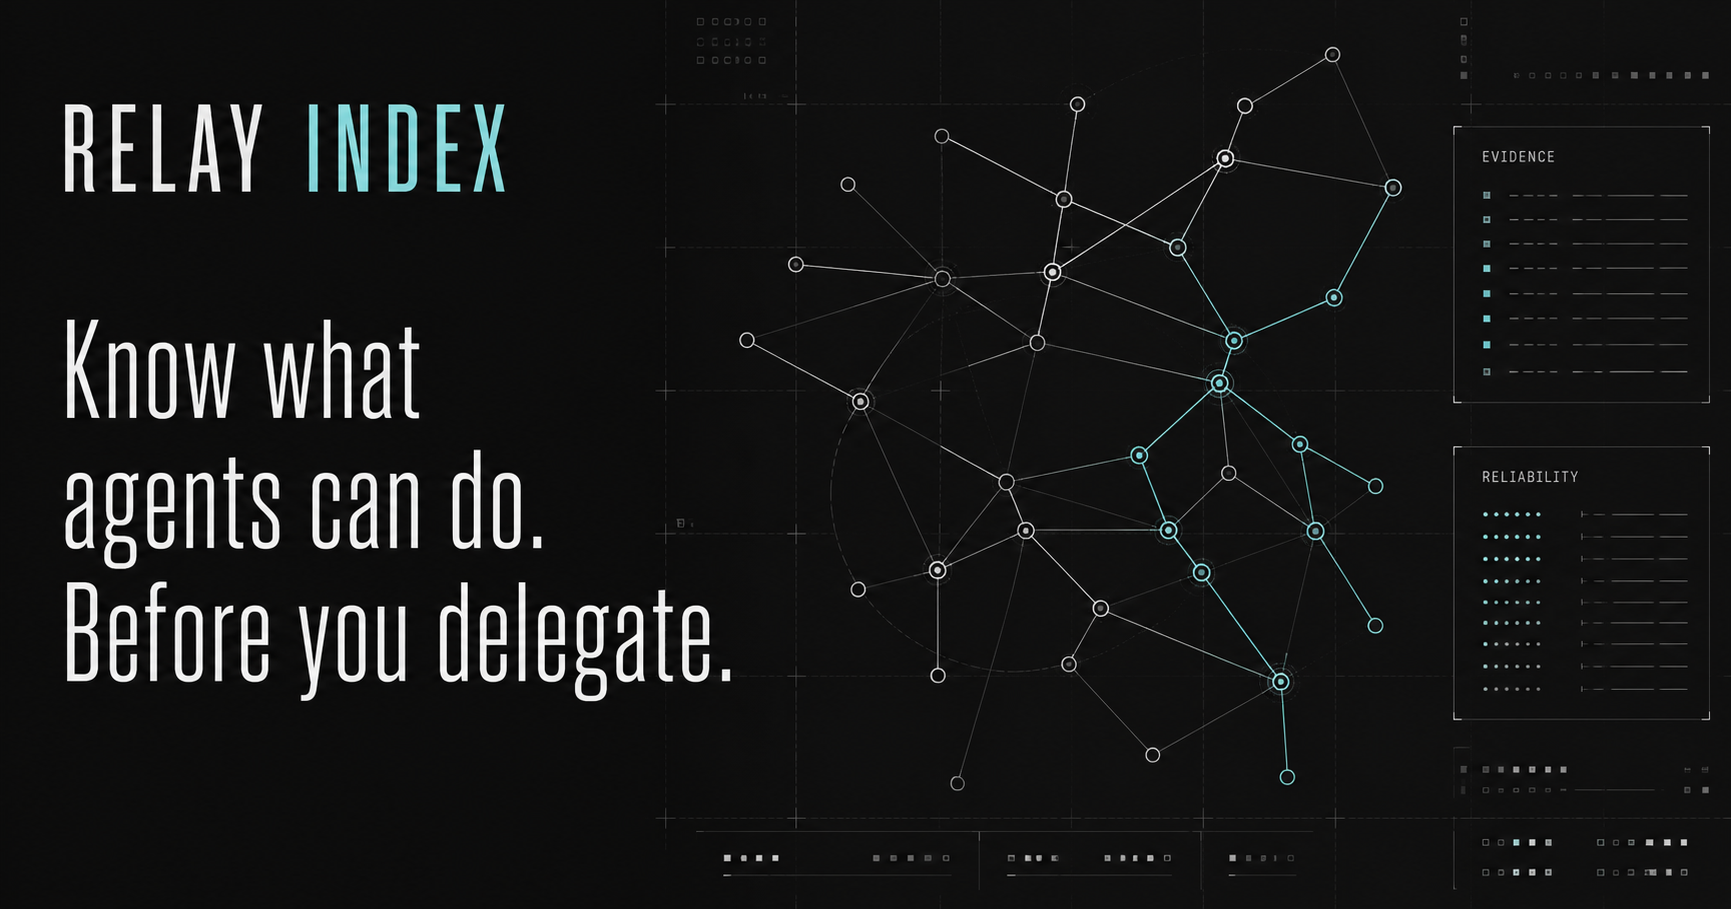 RELAY INDEX
Know what
agents can do.
Before you delegate.
EVIDENCE
RELIABILITY